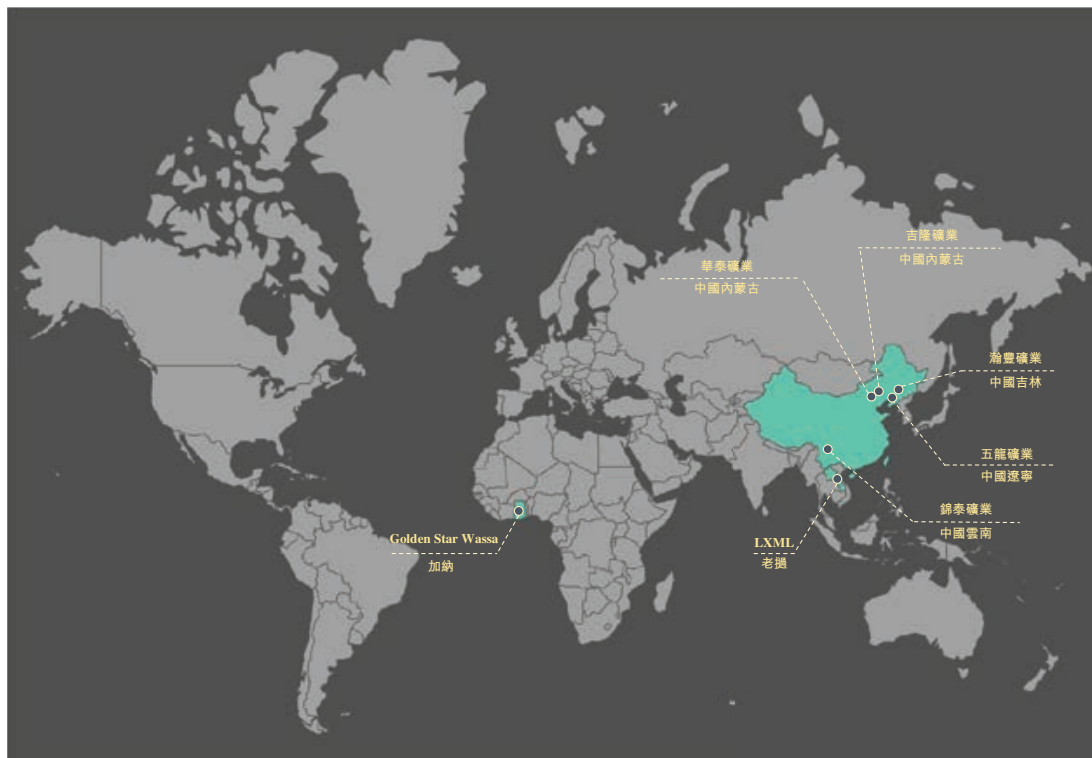 吉隆礦業
中國內蒙古
華泰礦業
中國內蒙古
瀚豐礦業
中國吉林
五龍礦業
中國遼寧
錦泰礦業
中國雲南
Golden Star Wassa
加納
LXML
老撾